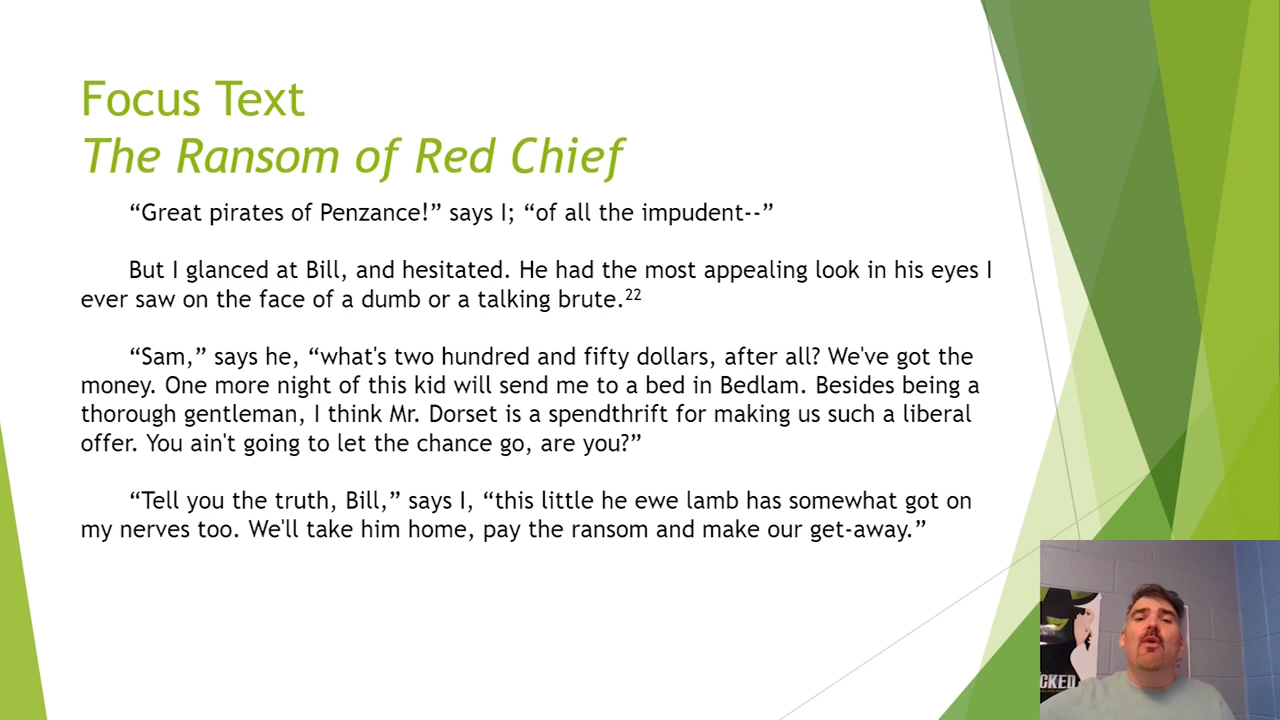 Focus Text
The Ransom of Red Chief
“Great pirates of Penzance!” says I; “of all the impudent--”
But I glanced at Bill, and hesitated. He had the most appealing look in his eyes I
ever saw on the face of a dumb or a talking brute.22
“Sam,” says he, “what's two hundred and fifty dollars, after all? We've got the
money. One more night of this kid will send me to a bed in Bedlam. Besides being a
thorough gentleman, I think Mr. Dorset is a spendthrift for making us such a liberal
offer. You ain't going to let the chance go, are you?”
“Tell you the truth, Bill,” says I, “this little he ewe lamb has somewhat got on
my nerves too. We'll take him home, pay the ransom and make our get-away.”
CKED